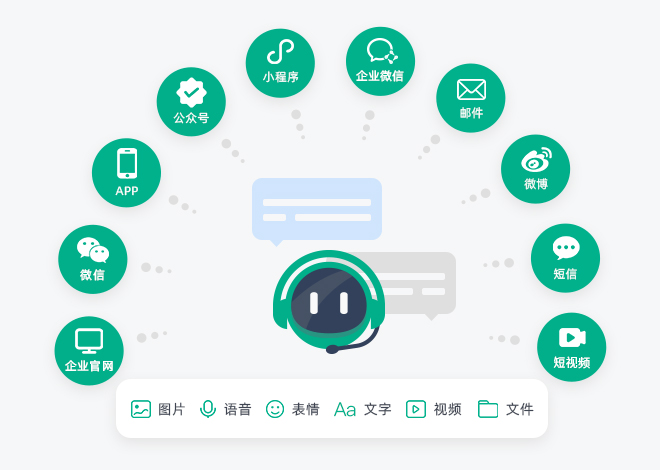 小程序
企业微信
公众号
邮件
APP
微博
微信
短信
企业官网
短视频
图片
语音
表情
Aa 文字
视频
文件